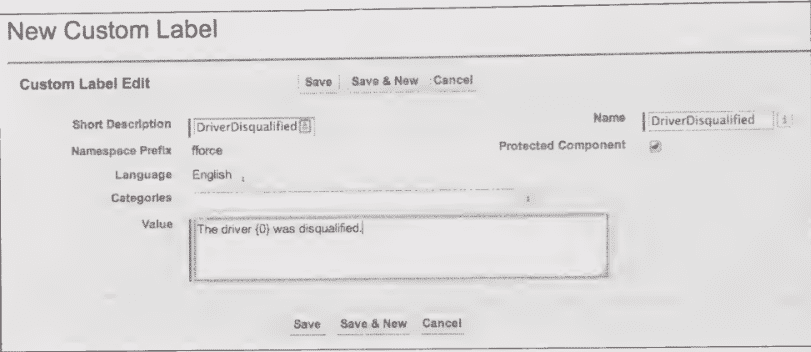 New Custom Label
Custom Label Edit Save Save & New Cancel
Short Description DriverDisqualified Name DriverDisqualified
Namespace Prefix fforce Protected Component
Language English
Categories
Value The driver {0} was disqualified.
Save Save & New Cancel